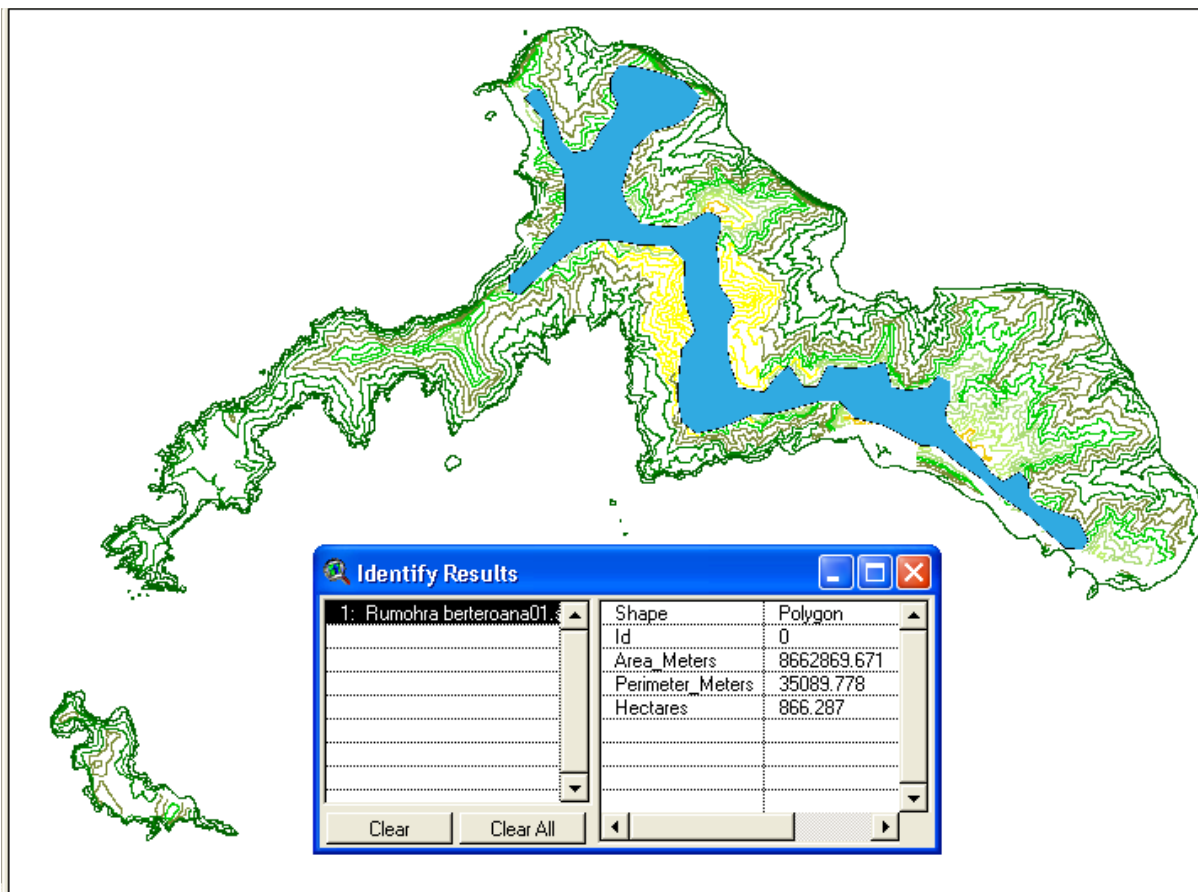 Identify Results
1: Rumohra berteroana01.s
Shape Polygon
Id 0
Area_Meters 8662869.671
Perimeter_Meters 35089.778
Hectares 866.287
Clear Clear All